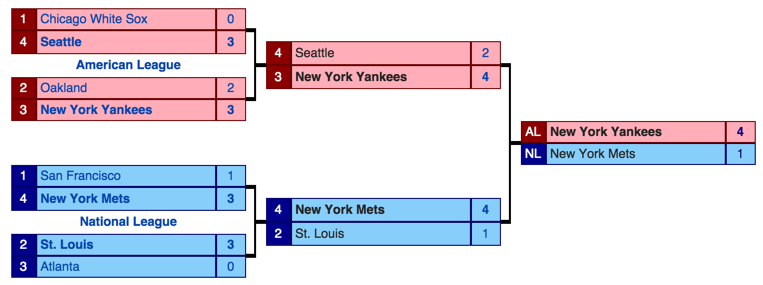 1 Chicago White Sox 0
4 Seattle 3
American League
2 Oakland 2
3 New York Yankees 3
4 Seattle 2
3 New York Yankees 4
1 San Francisco 1
4 New York Mets 3
National League
2 St. Louis 3
3 Atlanta 0
4 New York Mets 4
2 St. Louis 1
AL New York Yankees 4
NL New York Mets 1